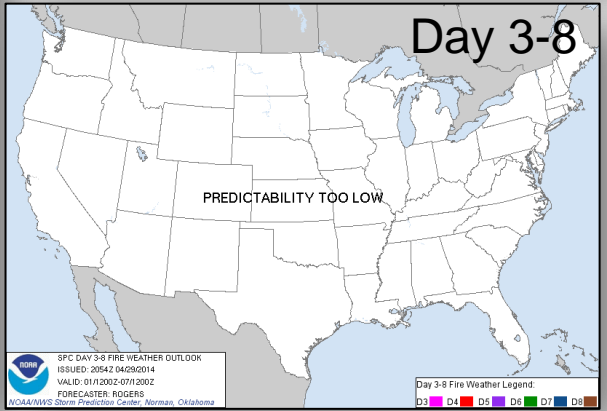 Day 3-8
PREDICTABILITY TOO LOW
NOAA
SPC DAY 3-8 FIRE WEATHER OUTLOOK
ISSUED: 2054Z 04/29/2014
VALID: 01/1200Z-07/1200Z
FORECASTER: ROGERS
NOAA/NWS Storm Prediction Center, Norman, Oklahoma
Day 3-8 Fire Weather Legend:
D3 D4 D5 D6 D7 D8